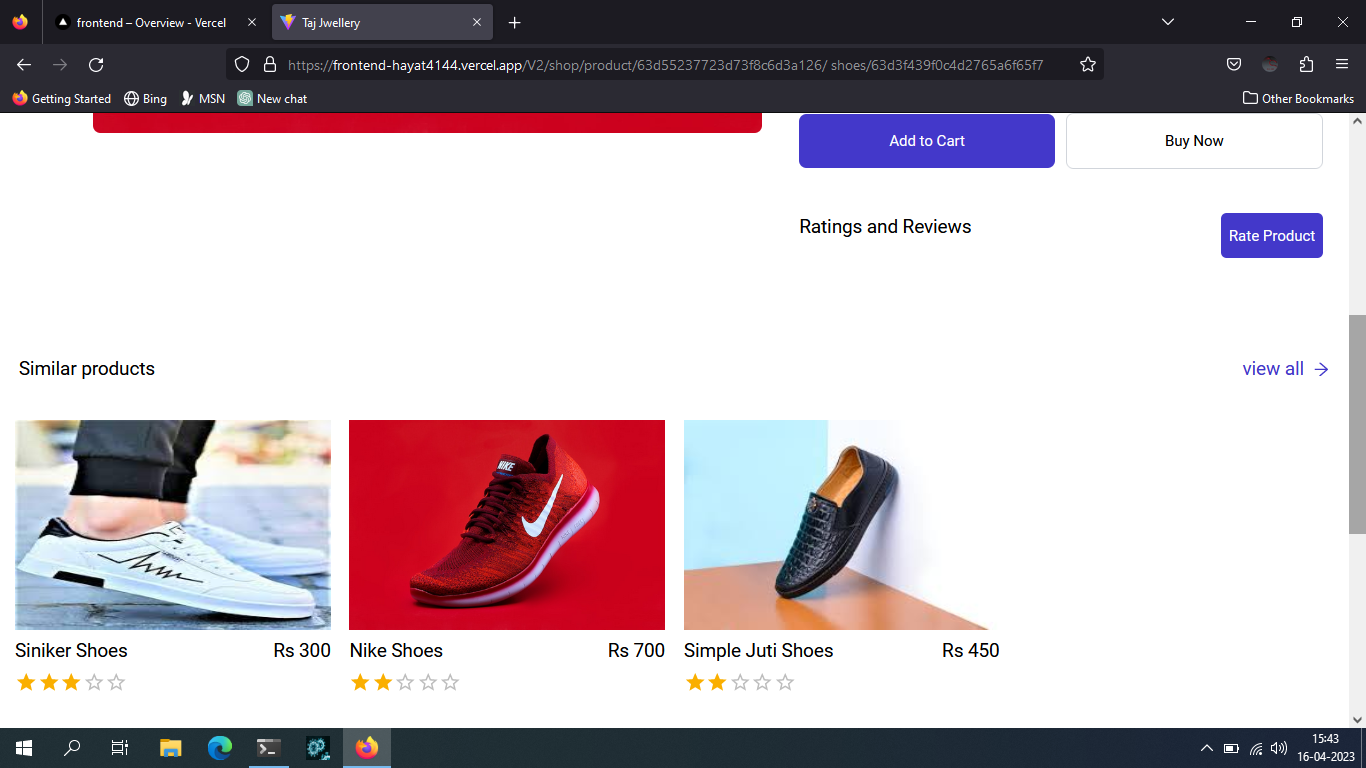 frontend – Overview - Vercel
Taj Jwellery
https://frontend-hayat4144.vercel.app/V2/shop/product/63d55237723d73f8c6d3a126/ shoes/63d3f439f0c4d2765a6f65f7
Getting Started
Bing
MSN
New chat
Other Bookmarks
Add to Cart
Buy Now
Ratings and Reviews
Rate Product
Similar products
view all
NIKE
Siniker Shoes
Rs 300
Nike Shoes
Rs 700
Simple Juti Shoes
Rs 450
15:43
16-04-2023